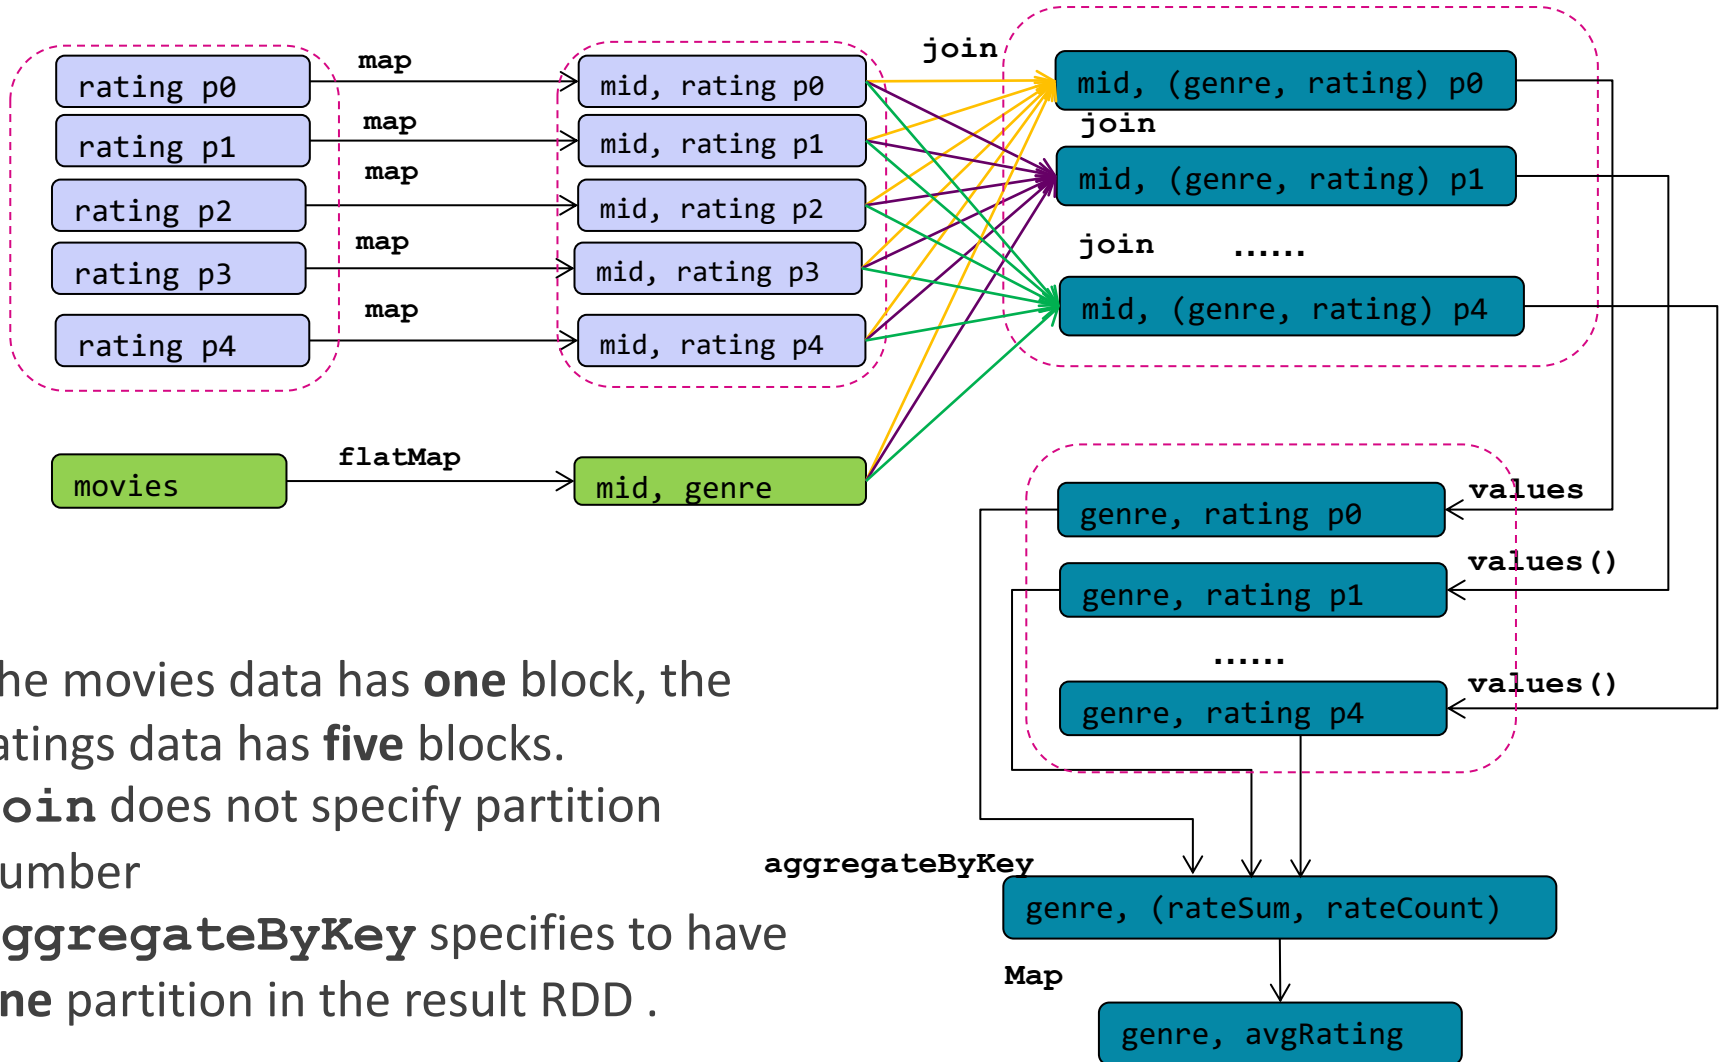 join
map
rating p0
mid, rating p0
mid, (genre, rating) p0
map
join
rating p1
mid, rating p1
map
mid, (genre, rating) p1
rating p2
mid, rating p2
map
join ......
rating p3
mid, rating p3
map
mid, (genre, rating) p4
rating p4
mid, rating p4
flatMap
movies
mid, genre
values
genre, rating p0
values()
genre, rating p1
......
values()
genre, rating p4
he movies data has one block, the
atings data has five blocks.
oin does not specify partition
umber
ggregateByKey specifies to have
ne partition in the result RDD .
aggregateByKey
genre, (rateSum, rateCount)
Map
genre, avgRating